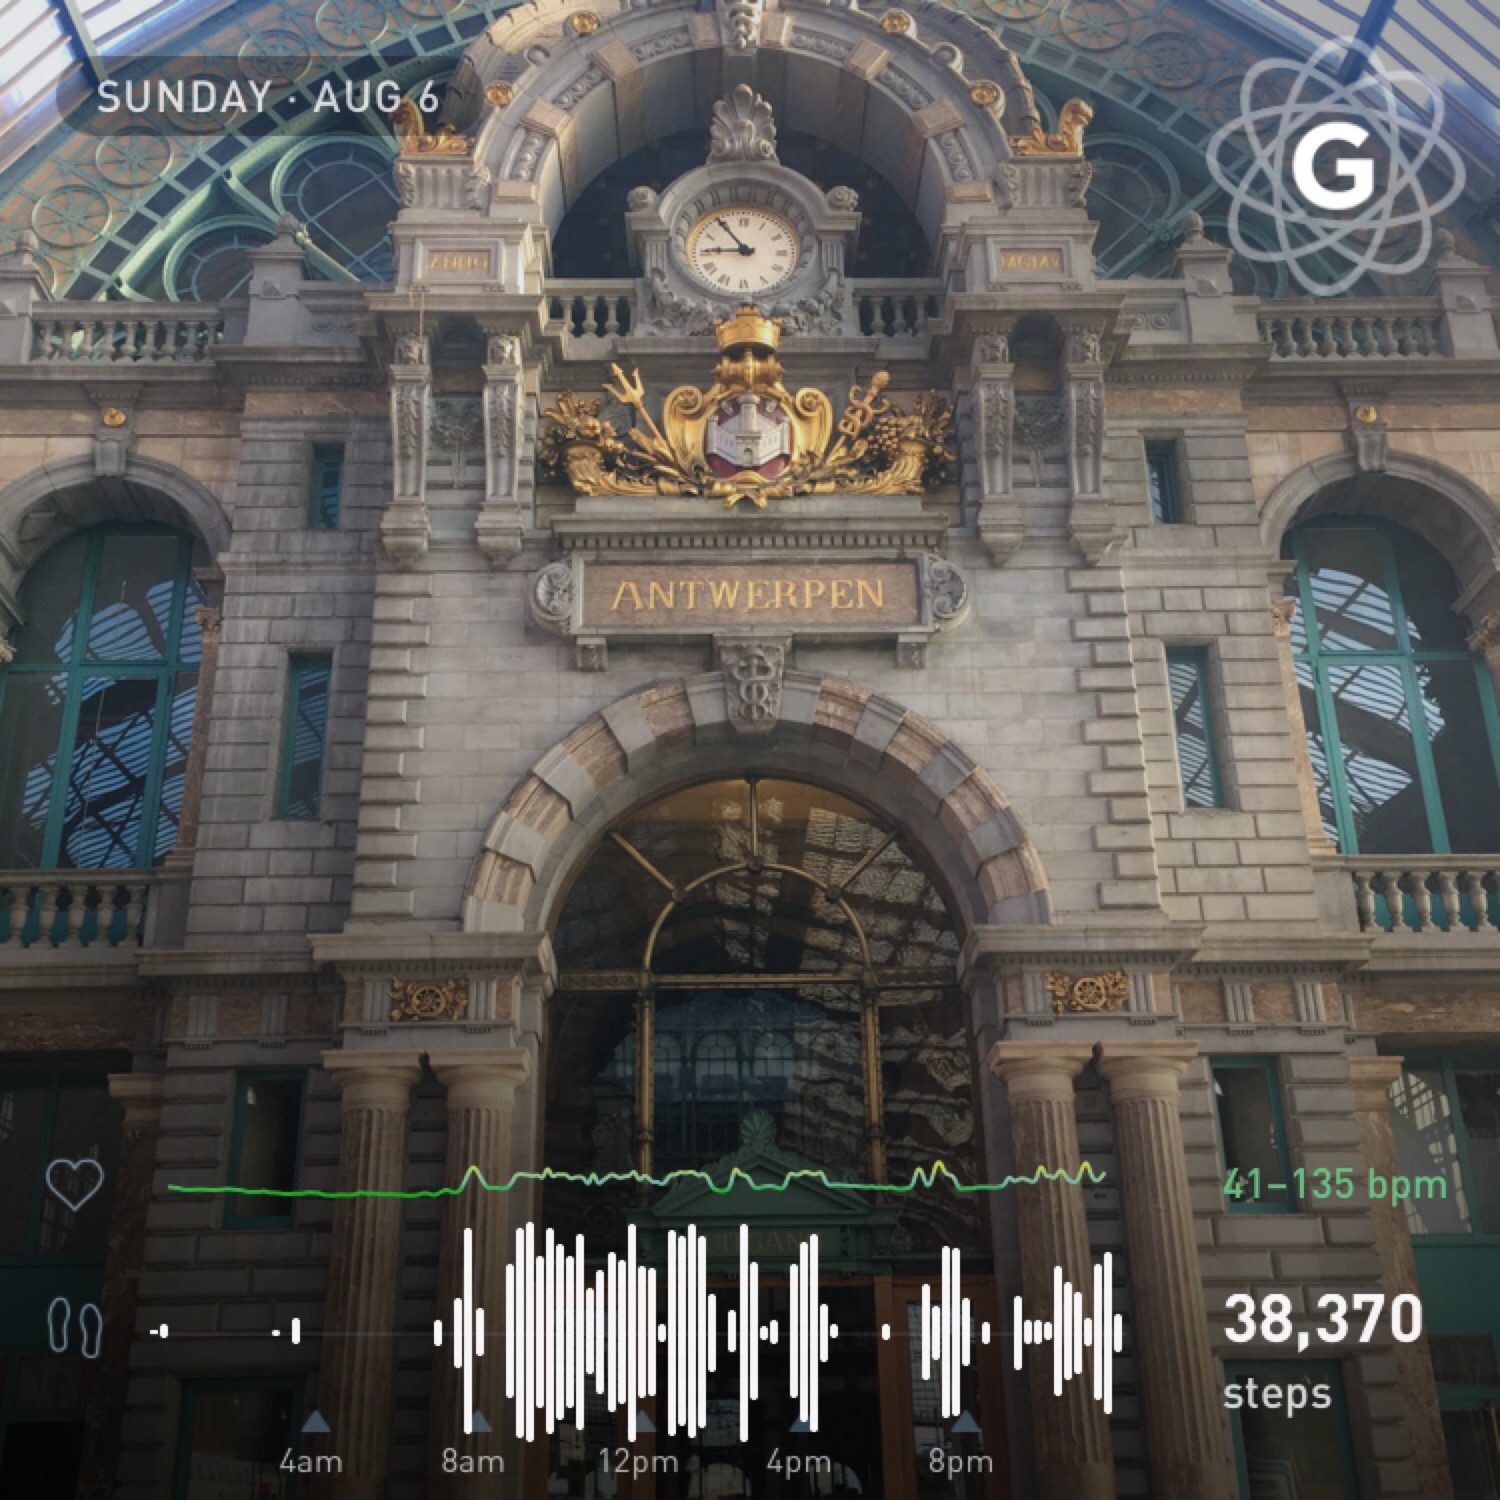 SUNDAY · AUG 6
G
ANTWERPEN
41–135 bpm
38,370
steps
4am 8am 12pm 4pm 8pm